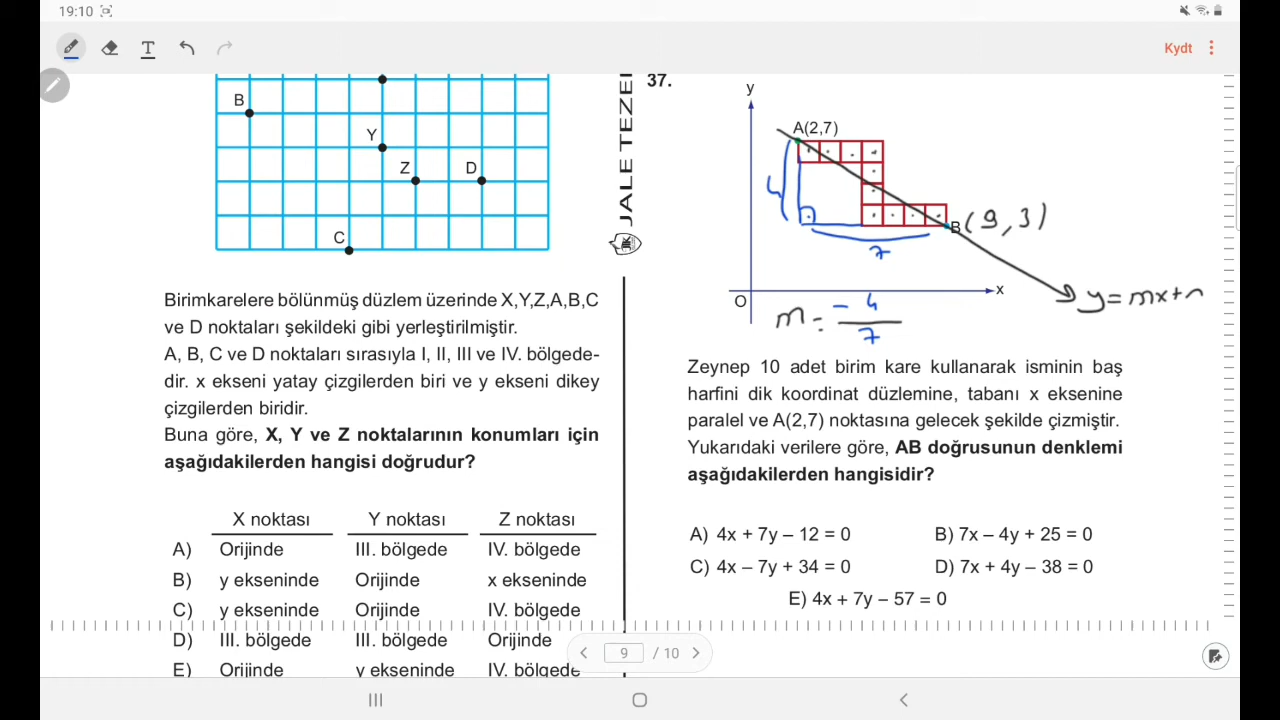 19:10
T
Kydt
B
Y
Z
D
C
JALE TEZER
Birimkarelere bölünmüş düzlem üzerinde X,Y,Z,A,B,C
ve D noktaları şekildeki gibi yerleştirilmiştir.
A, B, C ve D noktaları sırasıyla I, II, III ve IV. bölgede-
dir. x ekseni yatay çizgilerden biri ve y ekseni dikey
çizgilerden biridir.
Buna göre, X, Y ve Z noktalarının konumları için
aşağıdakilerden hangisi doğrudur?
X noktası Y noktası Z noktası
A) Orijinde III. bölgede IV. bölgede
B) y ekseninde Orijinde x ekseninde
C) y ekseninde Orijinde IV. bölgede
D) III. bölgede III. bölgede Orijinde
E) Orijinde y ekseninde IV. bölgede
37.
y
A(2,7)
4
B (9,3)
7
x
O
y=mx+n
m = -4/7
Zeynep 10 adet birim kare kullanarak isminin baş
harfini dik koordinat düzlemine, tabanı x eksenine
paralel ve A(2,7) noktasına gelecek şekilde çizmiştir.
Yukarıdaki verilere göre, AB doğrusunun denklemi
aşağıdakilerden hangisidir?
A) 4x + 7y – 12 = 0 B) 7x – 4y + 25 = 0
C) 4x – 7y + 34 = 0 D) 7x + 4y – 38 = 0
E) 4x + 7y – 57 = 0
9 / 10